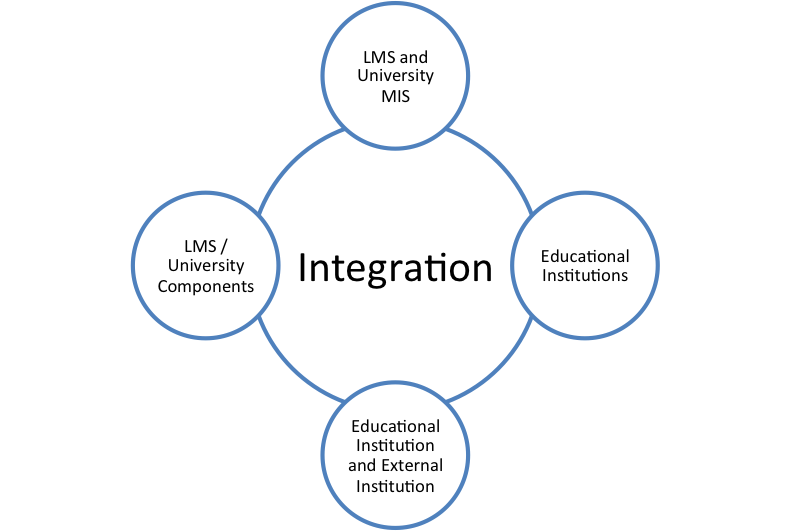 LMS and
University
MIS
LMS /
University
Components
Integration
Educational
Institutions
Educational
Institution
and External
Institution